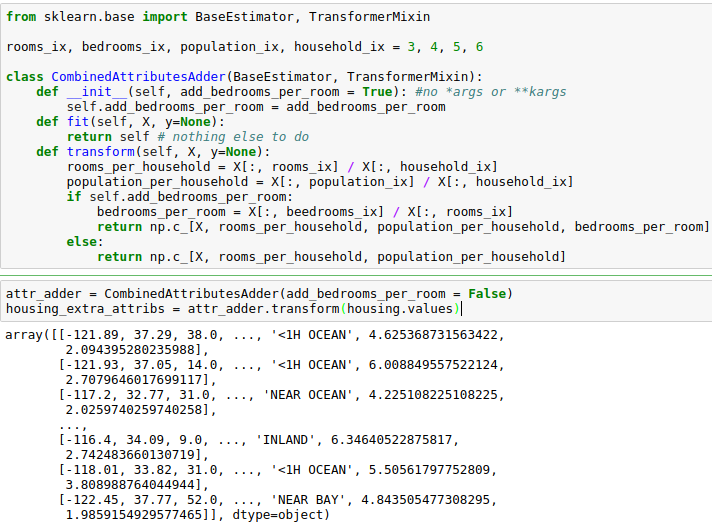 from sklearn.base import BaseEstimator, TransformerMixin
rooms_ix, bedrooms_ix, population_ix, household_ix = 3, 4, 5, 6
class CombinedAttributesAdder(BaseEstimator, TransformerMixin):
    def __init__(self, add_bedrooms_per_room = True): #no *args or **kargs
        self.add_bedrooms_per_room = add_bedrooms_per_room
    def fit(self, X, y=None):
        return self # nothing else to do
    def transform(self, X, y=None):
        rooms_per_household = X[:, rooms_ix] / X[:, household_ix]
        population_per_household = X[:, population_ix] / X[:, household_ix]
        if self.add_bedrooms_per_room:
            bedrooms_per_room = X[:, beedrooms_ix] / X[:, rooms_ix]
            return np.c_[X, rooms_per_household, population_per_household, bedrooms_per_room]
        else:
            return np.c_[X, rooms_per_household, population_per_household]
attr_adder = CombinedAttributesAdder(add_bedrooms_per_room = False)
housing_extra_attribs = attr_adder.transform(housing.values)
array([[-121.89, 37.29, 38.0, ..., '<1H OCEAN', 4.625368731563422,
        2.094395280235988],
       [-121.93, 37.05, 14.0, ..., '<1H OCEAN', 6.008849557522124,
        2.7079646017699117],
       [-117.2, 32.77, 31.0, ..., 'NEAR OCEAN', 4.225108225108225,
        2.0259740259740258],
       ...,
       [-116.4, 34.09, 9.0, ..., 'INLAND', 6.34640522875817,
        2.742483660130719],
       [-118.01, 33.82, 31.0, ..., '<1H OCEAN', 5.50561797752809,
        3.808988764044944],
       [-122.45, 37.77, 52.0, ..., 'NEAR BAY', 4.843505477308295,
        1.9859154929577465]], dtype=object)